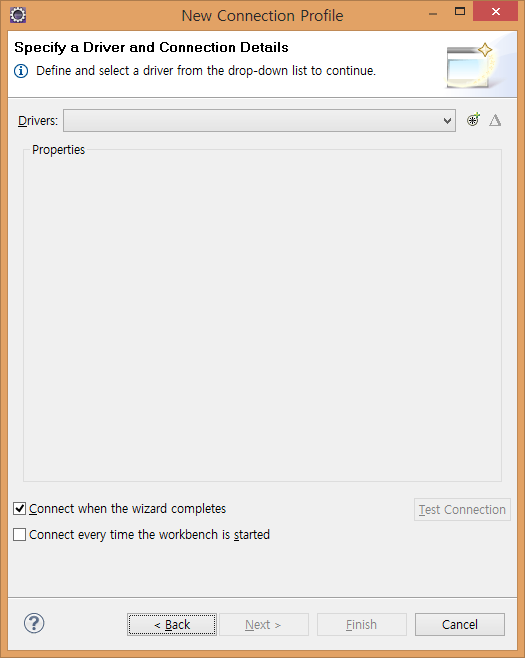 New Connection Profile
Specify a Driver and Connection Details
Define and select a driver from the drop-down list to continue.
Drivers:
Properties
Connect when the wizard completes
Test Connection
Connect every time the workbench is started
< Back
Next >
Finish
Cancel